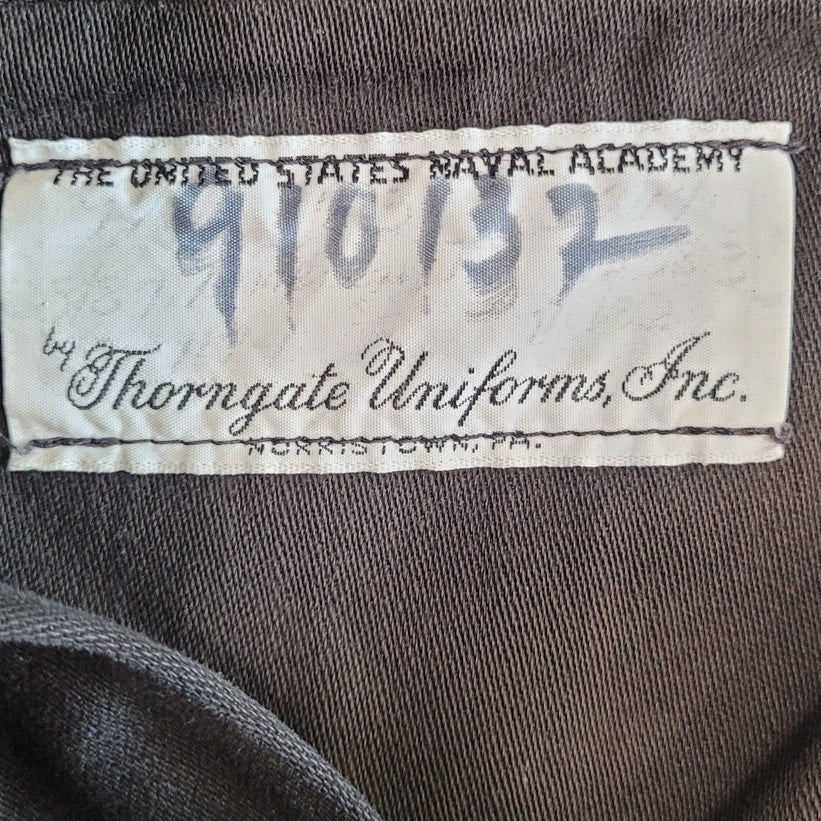 THE UNITED STATES NAVAL ACADEMY
910132
by Thorngate Uniforms, Inc.
NORRISTOWN, PA.